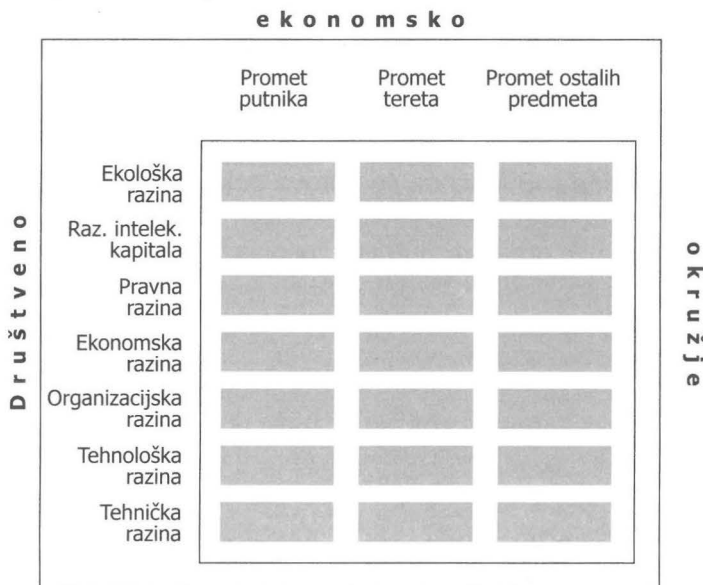 ekonomsko
Promet
putnika
Promet
tereta
Promet ostalih
predmeta
Društveno
okružje
Ekološka
razina
Raz. intelek.
kapitala
Pravna
razina
Ekonomska
razina
Organizacijska
razina
Tehnološka
razina
Tehnička
razina